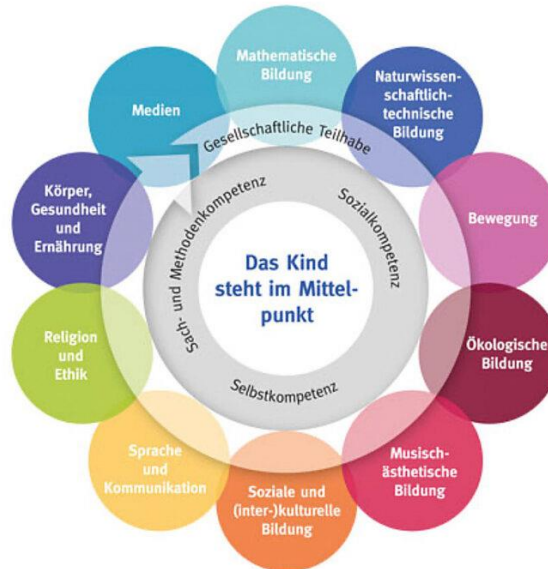 Mathematische
Bildung
Naturwissen-
schaftlich-
technische
Bildung
Bewegung
Ökologische
Bildung
Musisch-
ästhetische
Bildung
Soziale und
(inter-)kulturelle
Bildung
Sprache
und
Kommunikation
Religion
und
Ethik
Körper,
Gesundheit
und
Ernährung
Medien
Gesellschaftliche Teilhabe
Sach- und Methodenkompetenz
Sozialkompetenz
Selbstkompetenz
Das Kind
steht im Mittel-
punkt